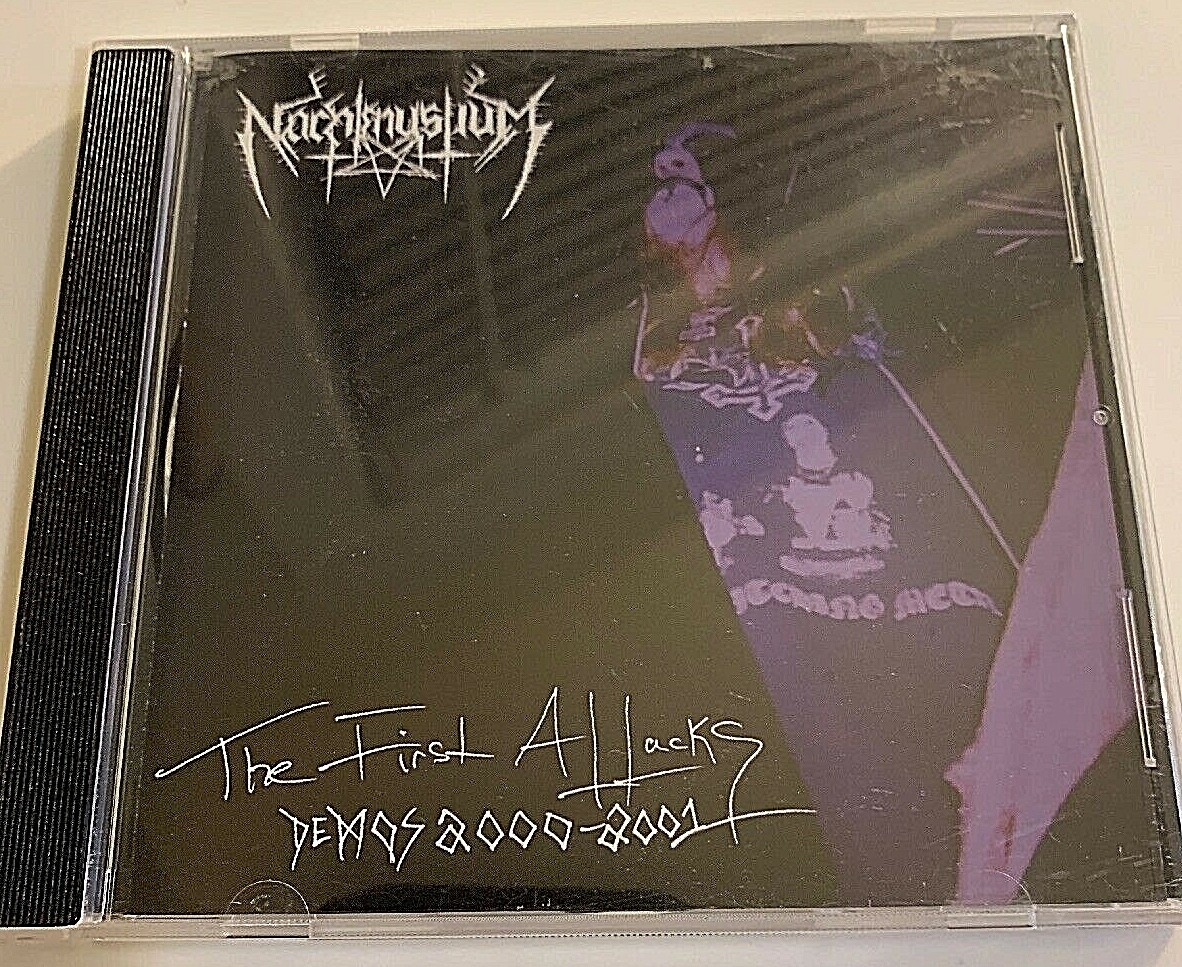 Nachtmystium
The First Attacks
DEMOS 2000-2001